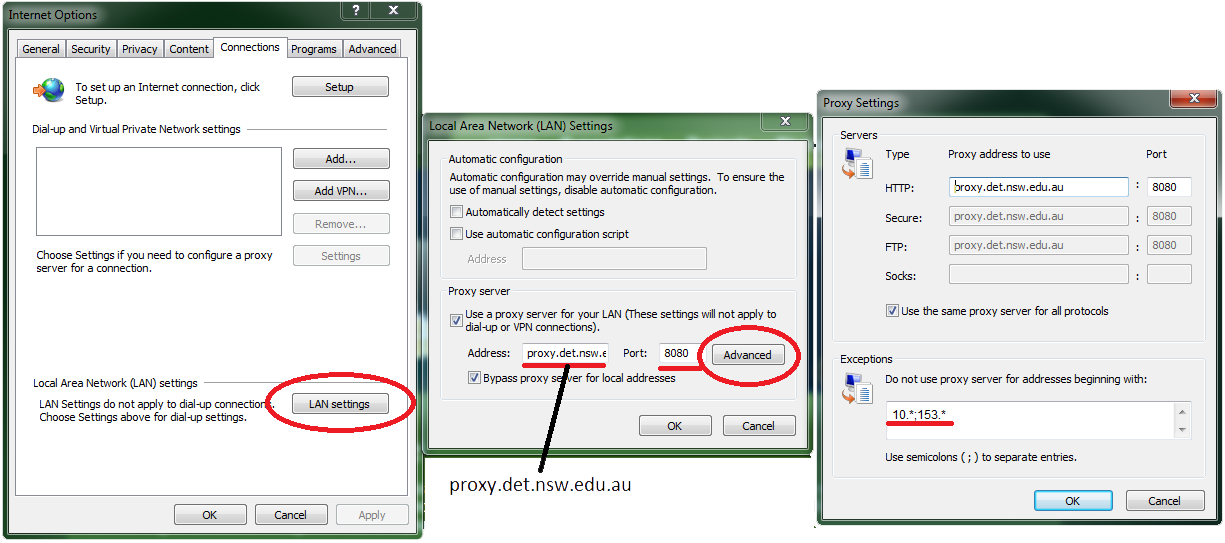 Internet Options
?
X
General Security Privacy Content Connections Programs Advanced
To set up an Internet connection, click
Setup.
Setup
Dial-up and Virtual Private Network settings
Add...
Add VPN...
Remove...
Choose Settings if you need to configure a proxy
server for a connection.
Settings
Local Area Network (LAN) settings
LAN Settings do not apply to dial-up connections.
Choose Settings above for dial-up settings.
LAN settings
OK
Cancel
Apply
Local Area Network (LAN) Settings
X
Automatic configuration
Automatic configuration may override manual settings. To ensure the
use of manual settings, disable automatic configuration.
Automatically detect settings
Use automatic configuration script
Address
Proxy server
Use a proxy server for your LAN (These settings will not apply to
dial-up or VPN connections).
Address: proxy.det.nsw.e Port: 8080 Advanced
Bypass proxy server for local addresses
OK
Cancel
proxy.det.nsw.edu.au
Proxy Settings
X
Servers
Type Proxy address to use Port
HTTP: proxy.det.nsw.edu.au : 8080
Secure: proxy.det.nsw.edu.au : 8080
FTP: proxy.det.nsw.edu.au : 8080
Socks: :
Use the same proxy server for all protocols
Exceptions
Do not use proxy server for addresses beginning with:
10.*;153.*
Use semicolons ( ; ) to separate entries.
OK
Cancel